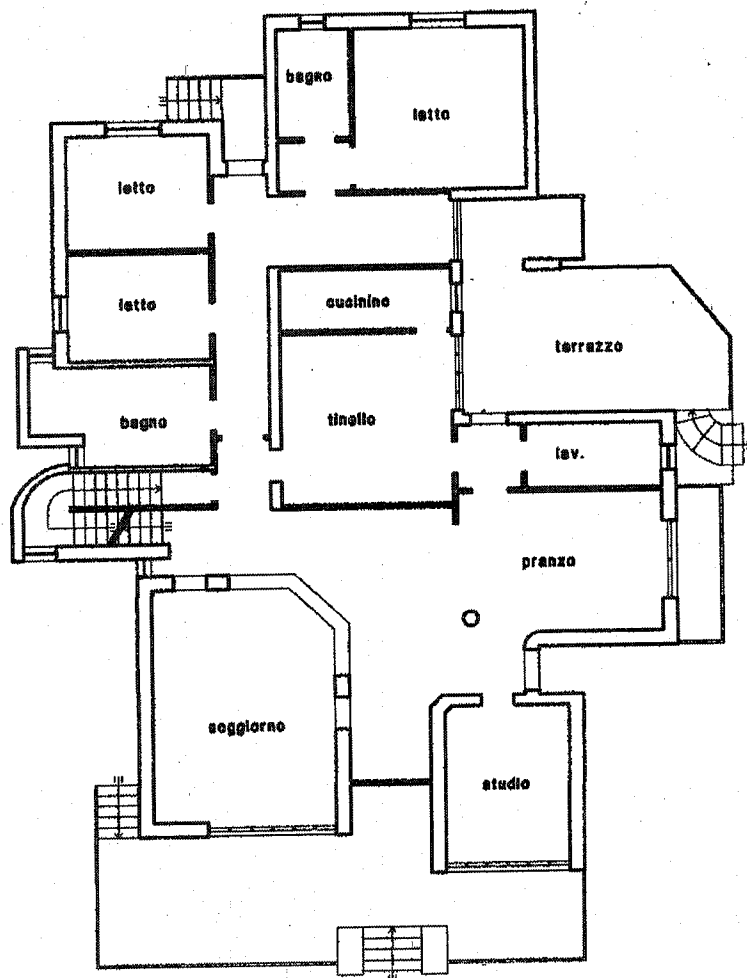 bagno
letto
letto
cucinino
letto
terrazzo
bagno
tinello
lav.
pranzo
soggiorno
studio